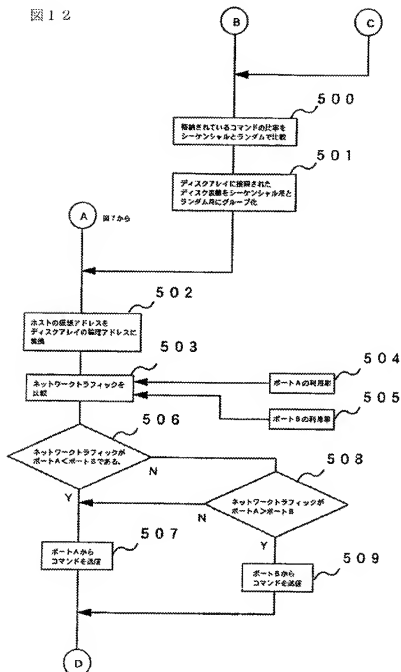 図12
B
C
500
格納されているコマンドの比率を
シーケンシャルとランダムで比較
501
ディスクアレイに接続された
ディスク装置をシーケンシャル用と
ランダム用にグループ化
A
図7から
502
ホストの仮想アドレスを
ディスクアレイの論理アドレスに
変換
503
ネットワークトラフィックを
比較
504
ポートAの利用率
505
ポートBの利用率
506
ネットワークトラフィックが
ポートA<ポートBである。
N
Y
508
ネットワークトラフィックが
ポートA>ポートB
N
Y
507
ポートAから
コマンドを送信
509
ポートBから
コマンドを送信
D